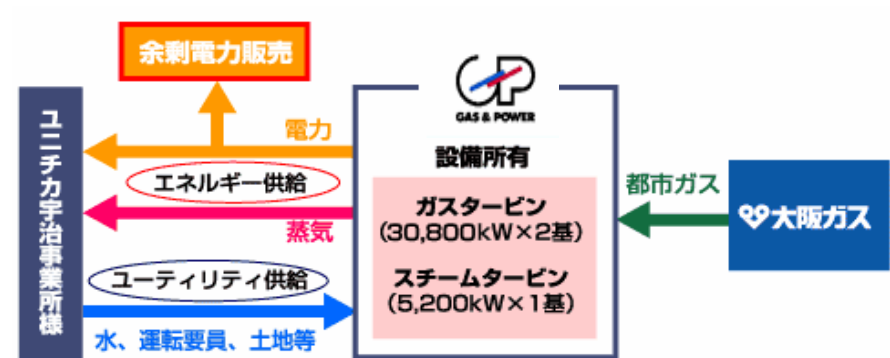 余剰電力販売
GP
GAS & POWER
電力
設備所有
ユニチカ宇治事業所様
エネルギー供給
蒸気
ガスタービン
(30,800kW×2基)
スチームタービン
(5,200kW×1基)
都市ガス
大阪ガス
ユーティリティ供給
水、運転要員、土地等